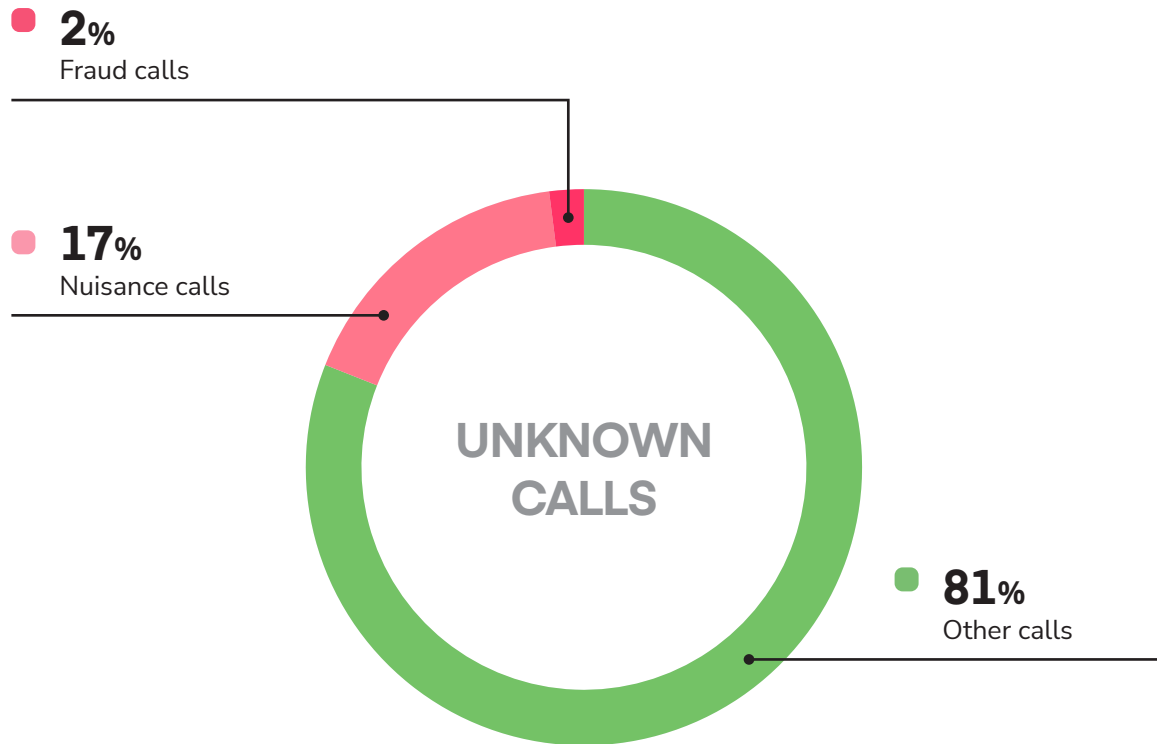 2%
Fraud calls
17%
Nuisance calls
UNKNOWN
CALLS
81%
Other calls